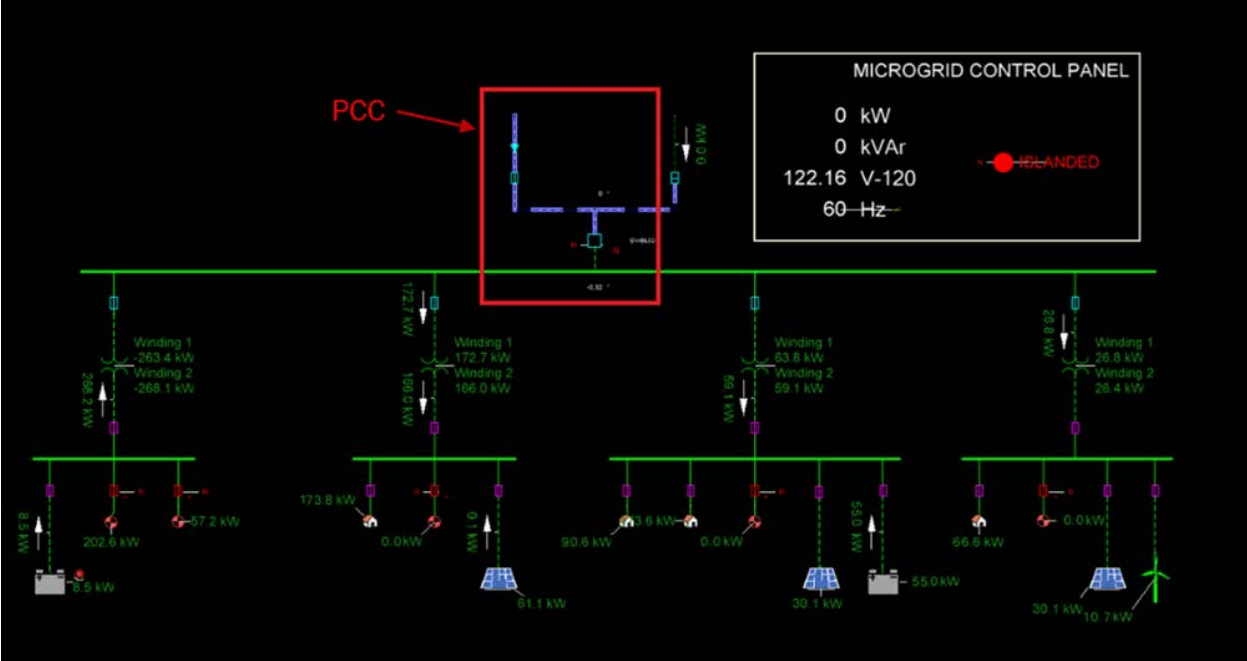 PCC
MICROGRID CONTROL PANEL
0 kW
0 kVAr
122.16 V-120
60 Hz
ISLANDED
0.0 kW
172.7 kW
26.8 kW
Winding 1
-263.4 kW
Winding 2
-268.1 kW
Winding 1
172.7 kW
Winding 2
166.0 kW
Winding 1
63.8 kW
Winding 2
59.1 kW
Winding 1
26.8 kW
Winding 2
26.4 kW
268.2 kW
166.0 kW
59.1 kW
8.5 kW
202.6 kW
57.2 kW
8.5 kW
173.8 kW
0.0 kW
0.1 kW
61.1 kW
90.6 kW
0.0 kW
30.1 kW
55.0 kW
55.0 kW
66.6 kW
0.0 kW
30.1 kW
10.7 kW